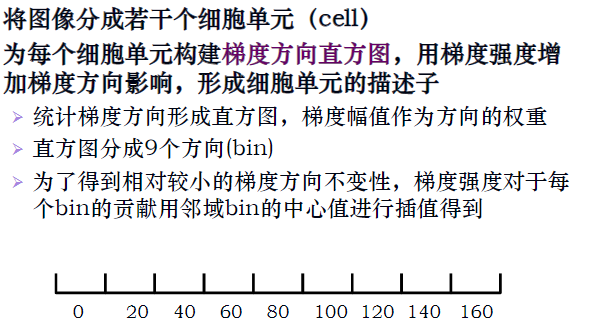 将图像分成若干个细胞单元（cell）
为每个细胞单元构建梯度方向直方图，用梯度强度增
加梯度方向影响，形成细胞单元的描述子
统计梯度方向形成直方图，梯度幅值作为方向的权重
直方图分成9个方向(bin)
为了得到相对较小的梯度方向不变性，梯度强度对于每
个bin的贡献用邻域bin的中心值进行插值得到
0 20 40 60 80 100 120 140 160